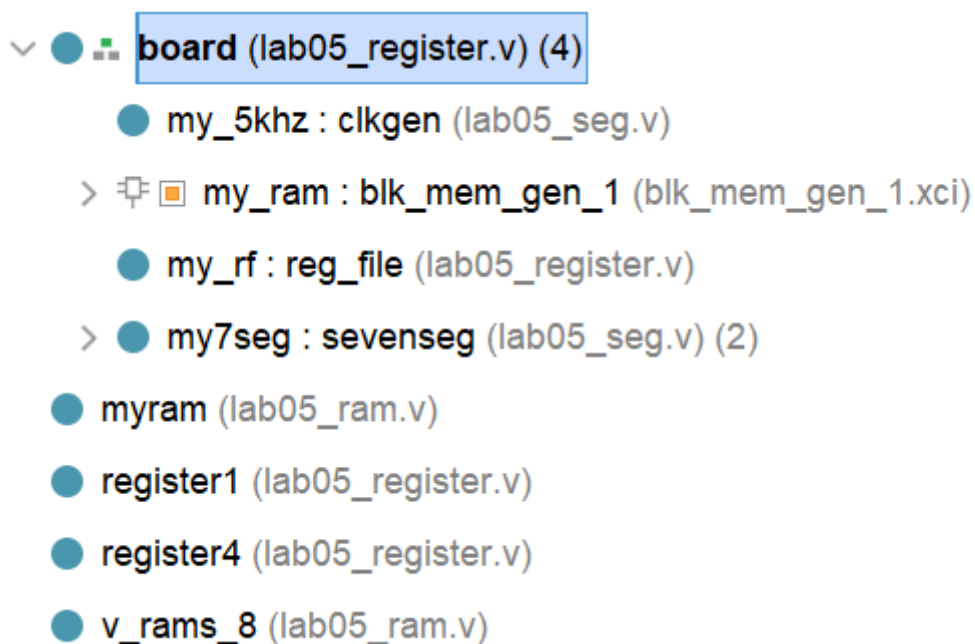 board (lab05_register.v) (4)
my_5khz : clkgen (lab05_seg.v)
my_ram : blk_mem_gen_1 (blk_mem_gen_1.xci)
my_rf : reg_file (lab05_register.v)
my7seg : sevenseg (lab05_seg.v) (2)
myram (lab05_ram.v)
register1 (lab05_register.v)
register4 (lab05_register.v)
v_rams_8 (lab05_ram.v)